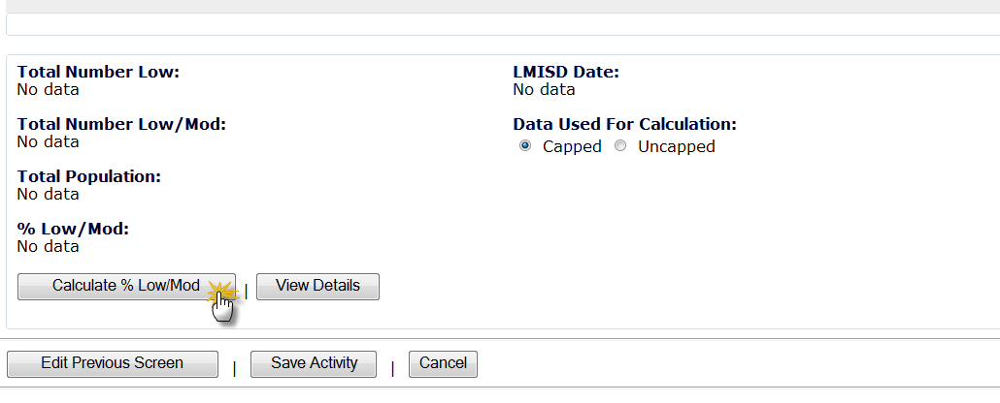 Total Number Low:
No data
Total Number Low/Mod:
No data
Total Population:
No data
% Low/Mod:
No data
LMISD Date:
No data
Data Used For Calculation:
Capped Uncapped
Calculate % Low/Mod | View Details
Edit Previous Screen | Save Activity | Cancel